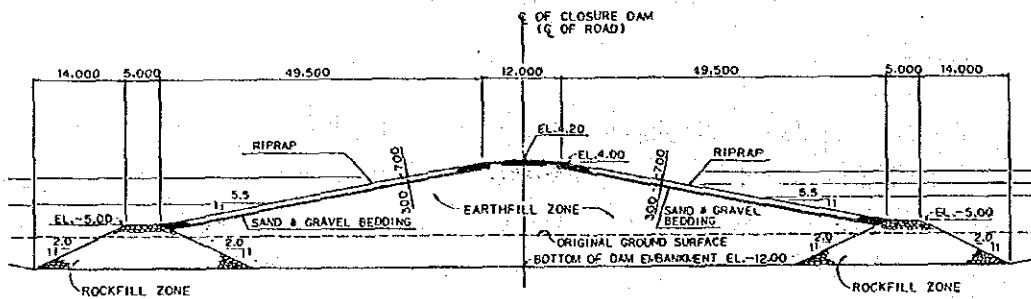 ℄ OF CLOSURE DAM
(℄ OF ROAD)
14,000 5,000 49,500 12,000 49,500 5,000 14,000
EL.4.20
RIPRAP
EL.4.00
RIPRAP
700
300
700
300
5.5
1
5.5
1
EL.-5.00
SAND & GRAVEL BEDDING
EARTHFILL ZONE
SAND & GRAVEL
BEDDING
EL.-5.00
2.0
1
2.0
1
ORIGINAL GROUND SURFACE
2.0
1
2.0
1
BOTTOM OF DAM EMBANKMENT EL.-12.00
ROCKFILL ZONE
ROCKFILL ZONE